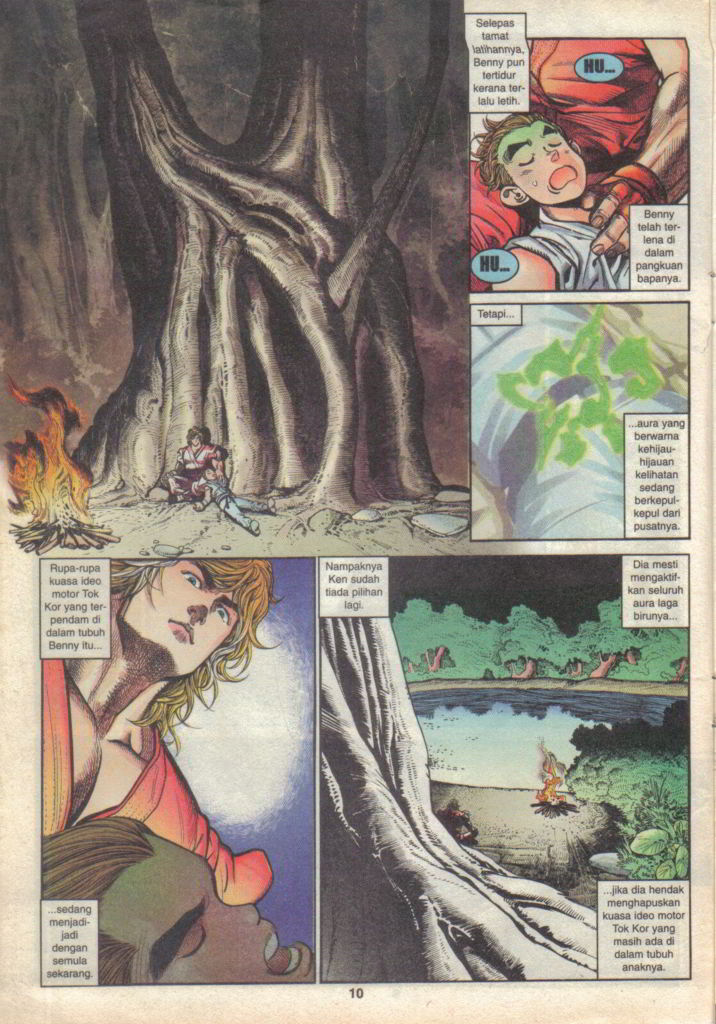 Selepas
tamat
latihannya,
Benny pun
tertidur
kerana ter-
lalu letih.
HU...
HU...
Benny
telah ter-
lena di
dalam
pangkuan
bapanya.
Tetapi...
...aura yang
berwarna
kehijau-
hijauan
kelihatan
sedang
berkepul-
kepul dari
pusatnya.
Rupa-rupa
kuasa ideo
motor Tok
Kor yang ter-
pendam di
dalam tubuh
Benny itu...
...sedang
menjadi-
jadi
dengan
semula
sekarang.
Nampaknya
Ken sudah
tiada pilihan
lagi.
Dia mesti
mengaktif-
kan seluruh
aura laga
birunya...
...jika dia hendak
menghapuskan
kuasa ideo motor
Tok Kor yang
masih ada di
dalam tubuh
anaknya.
10